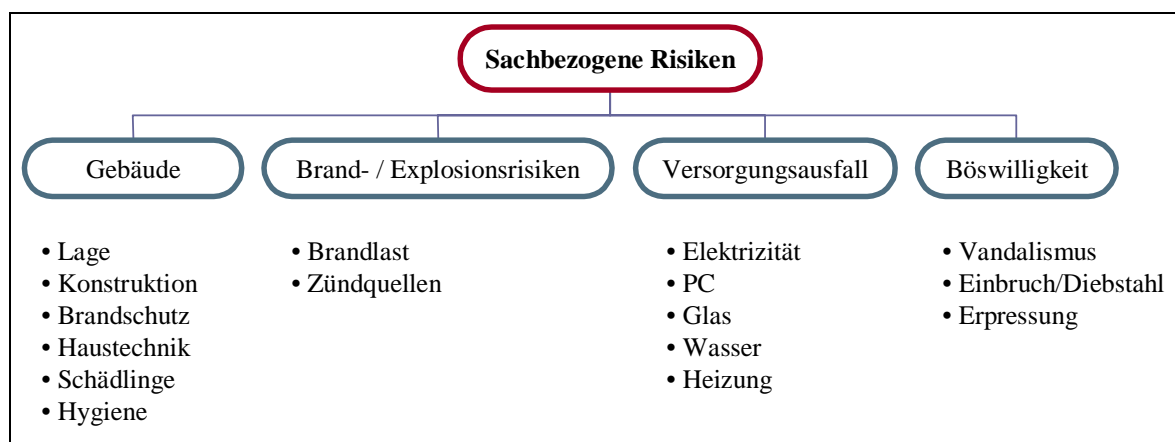 Sachbezogene Risiken
Gebäude
Brand- / Explosionsrisiken
Versorgungsausfall
Böswilligkeit
• Lage
• Konstruktion
• Brandschutz
• Haustechnik
• Schädlinge
• Hygiene
• Brandlast
• Zündquellen
• Elektrizität
• PC
• Glas
• Wasser
• Heizung
• Vandalismus
• Einbruch/Diebstahl
• Erpressung